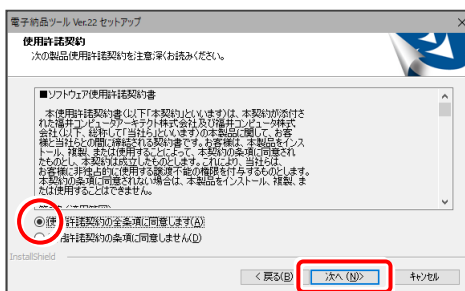 電子納品ツール Ver.22 セットアップ
使用許諾契約
次の製品使用許諾契約を注意深くお読みください。
■ソフトウェア使用許諾契約書
本使用許諾契約書（以下「本契約」といいます）は、本契約が添付さ
れた福井コンピュータアーキテクト株式会社及び福井コンピュータ株式
会社（以下、総称して「当社ら」といいます）の本製品に関して、お客
様と当社らとの間に締結される契約書です。お客様は、本製品をインス
トール、複製、または使用することによって、本契約の条項に同意され
たものとし、本契約は成立したものとします。これにより、当社らは、
お客様に非独占的に使用する譲渡不能の権限を付与するものとします。
本契約の条項に同意されない場合は、本製品をインストール、複製、ま
たは使用することはできません。
使用許諾契約の全条項に同意します(A)
許諾契約の条項に同意しません(D)
InstallShield
< 戻る(B)
次へ (N)>
キャンセル